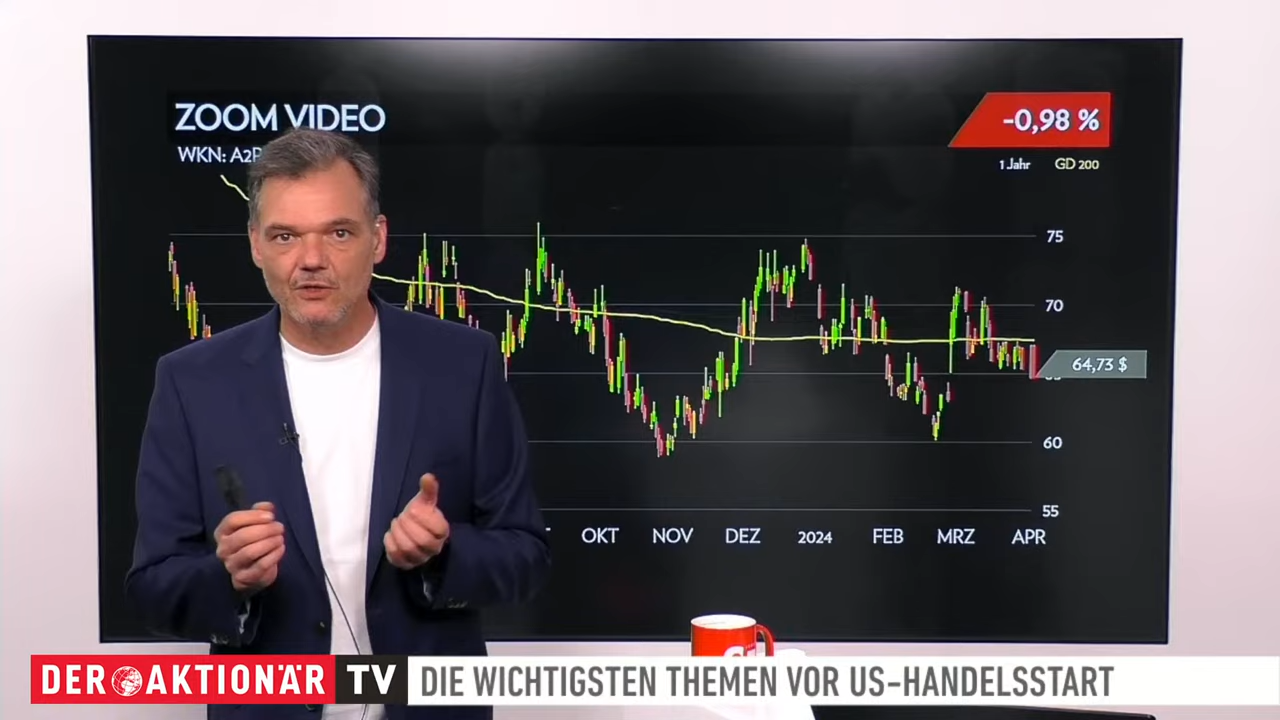 ZOOM VIDEO
-0,98 %
WKN:
1 Jahr GD 200
75
70
64,73 $
60
55
OKT NOV DEZ 2024 FEB MRZ APR
DER AKTIONÄR TV DIE WICHTIGSTEN THEMEN VOR US-HANDELSSTART